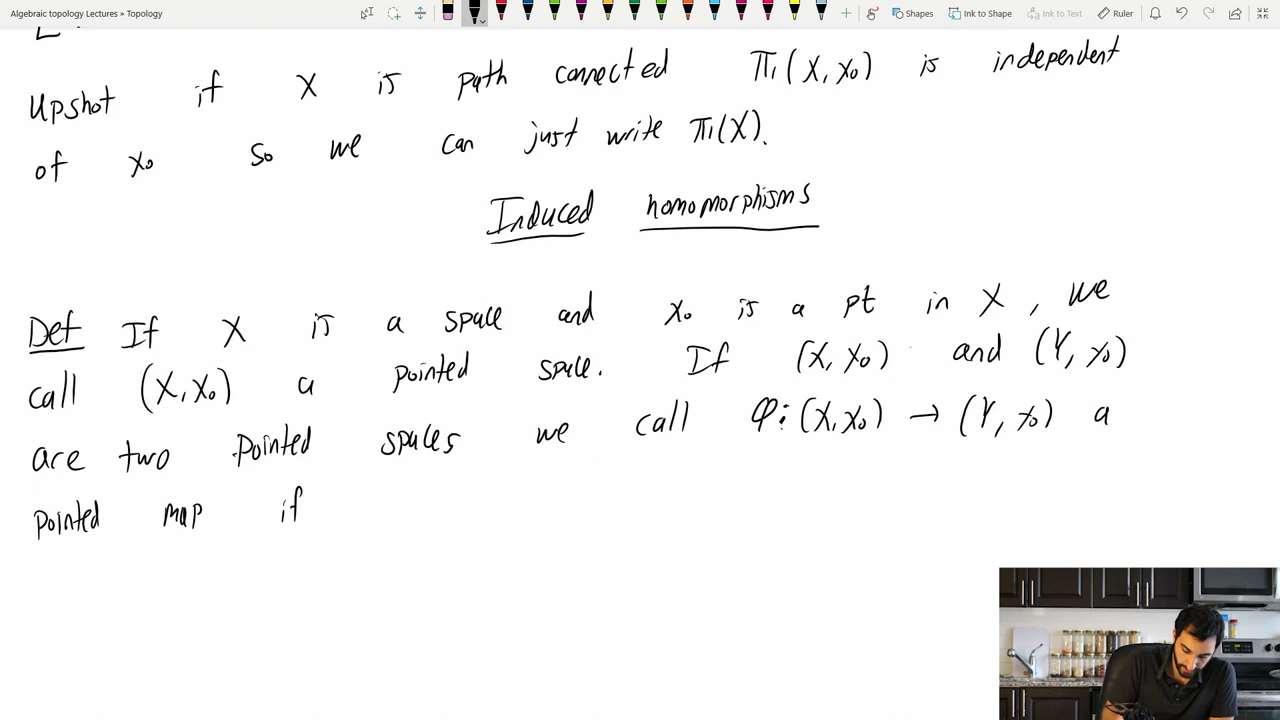 Algebraic topology Lectures » Topology
Shapes Ink to Shape Ink to Text Ruler
Upshot if X is path connected π1(X, x0) is independent
of x0 so we can just write π1(X).
Induced homomorphisms
Def If X is a space and x0 is a pt in X, we
call (X, x0) a pointed space. If (X, x0) and (Y, y0)
are two pointed spaces we call φ: (X, x0) → (Y, y0) a
pointed map if